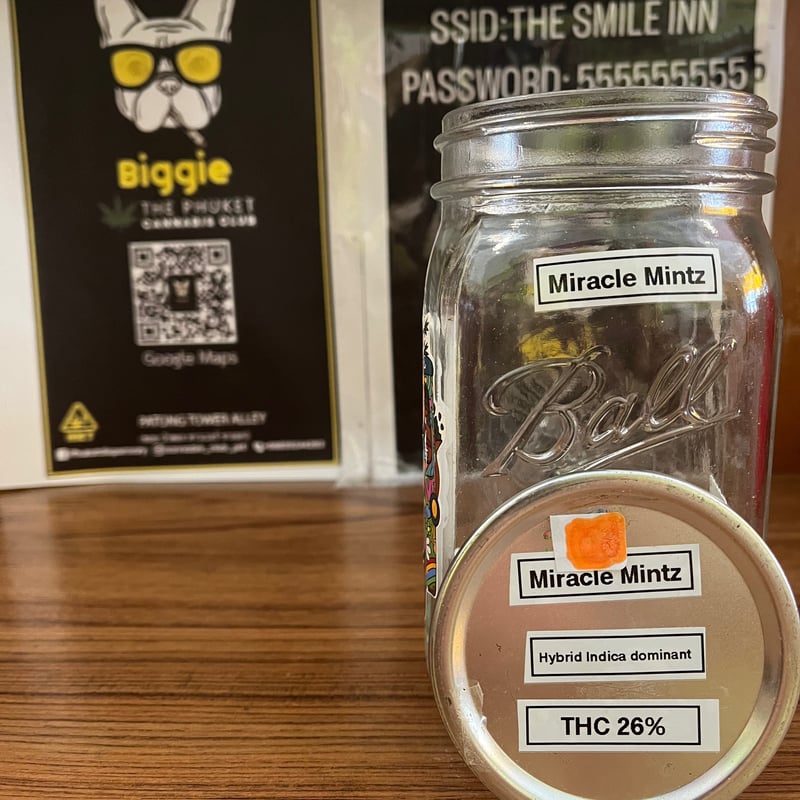 Biggie
THE PHUKET
CANNABIS CLUB
Google Maps
PATONG TOWER ALLEY
SSID:THE SMILE INN
PASSWORD: 5555555555
Miracle Mintz
Ball
Miracle Mintz
Hybrid Indica dominant
THC 26%